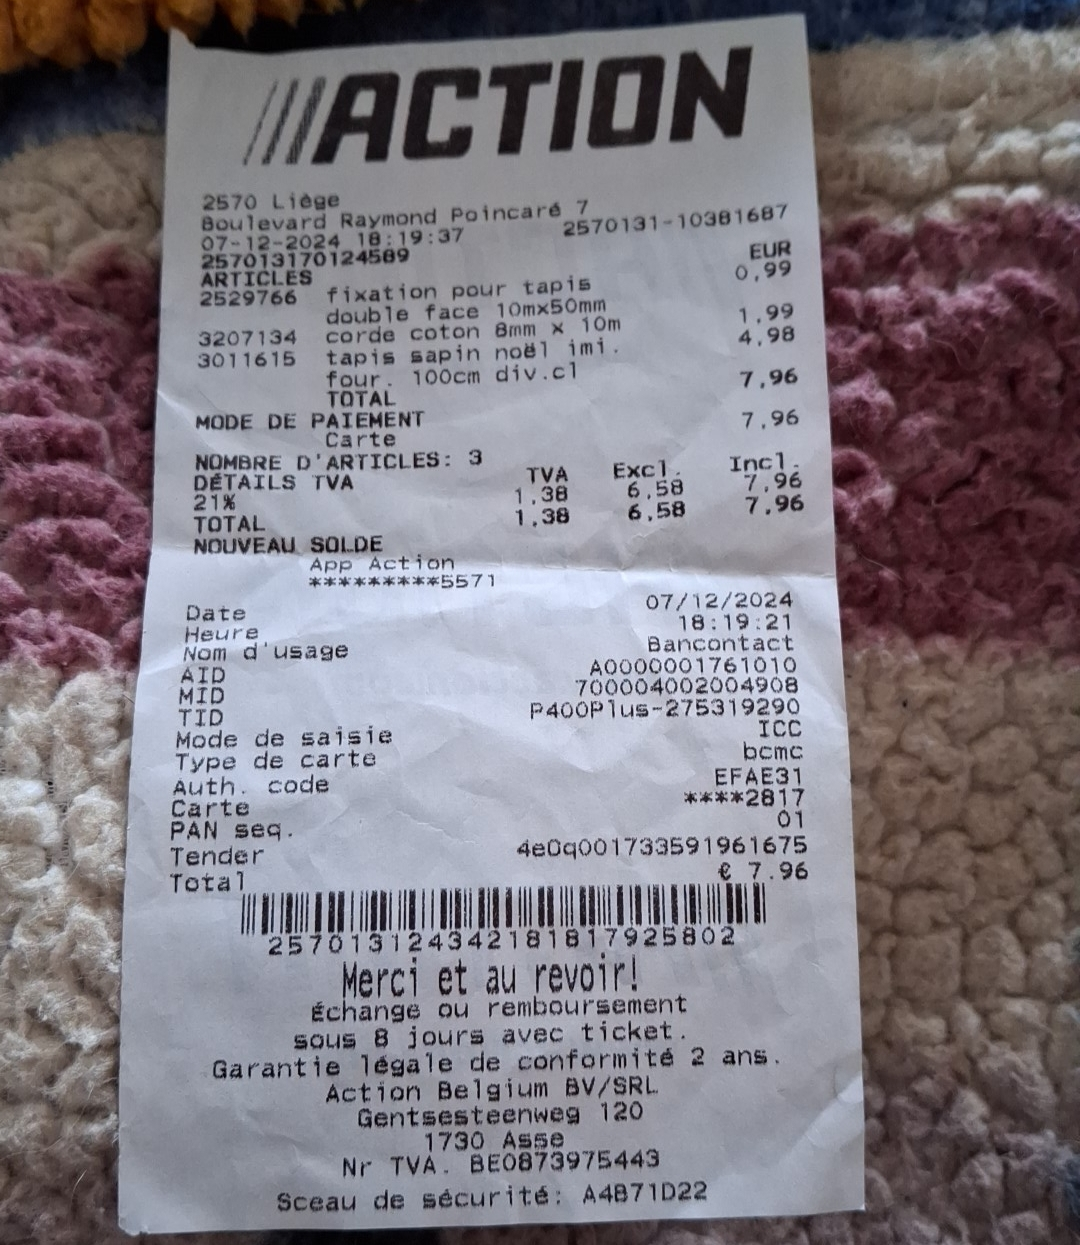 ///ACTION
2570 Liège
Boulevard Raymond Poincaré 7
07-12-2024 18:19:37 2570131-10381687
257013170124589
ARTICLES EUR
2529766 fixation pour tapis 0,99
double face 10mx50mm
3207134 corde coton 8mm x 10m 1,99
3011615 tapis sapin noël imi. 4,98
four. 100cm div.cl
TOTAL 7,96
MODE DE PAIEMENT
Carte 7,96
NOMBRE D'ARTICLES: 3
DÉTAILS TVA TVA Excl. Incl.
21% 1,38 6,58 7,96
TOTAL 1,38 6,58 7,96
NOUVEAU SOLDE
App Action
*********5571
Date 07/12/2024
Heure 18:19:21
Nom d'usage Bancontact
AID A0000001761010
MID 700004002004908
TID P400Plus-275319290
Mode de saisie ICC
Type de carte bcmc
Auth. code EFAE31
Carte ****2817
PAN seq. 01
Tender 4e0q001733591961675
Total € 7.96
257013124342181817925802
Merci et au revoir!
Échange ou remboursement
sous 8 jours avec ticket.
Garantie légale de conformité 2 ans.
Action Belgium BV/SRL
Gentsesteenweg 120
1730 Asse
Nr TVA. BE0873975443
Sceau de sécurité: A4B71D22